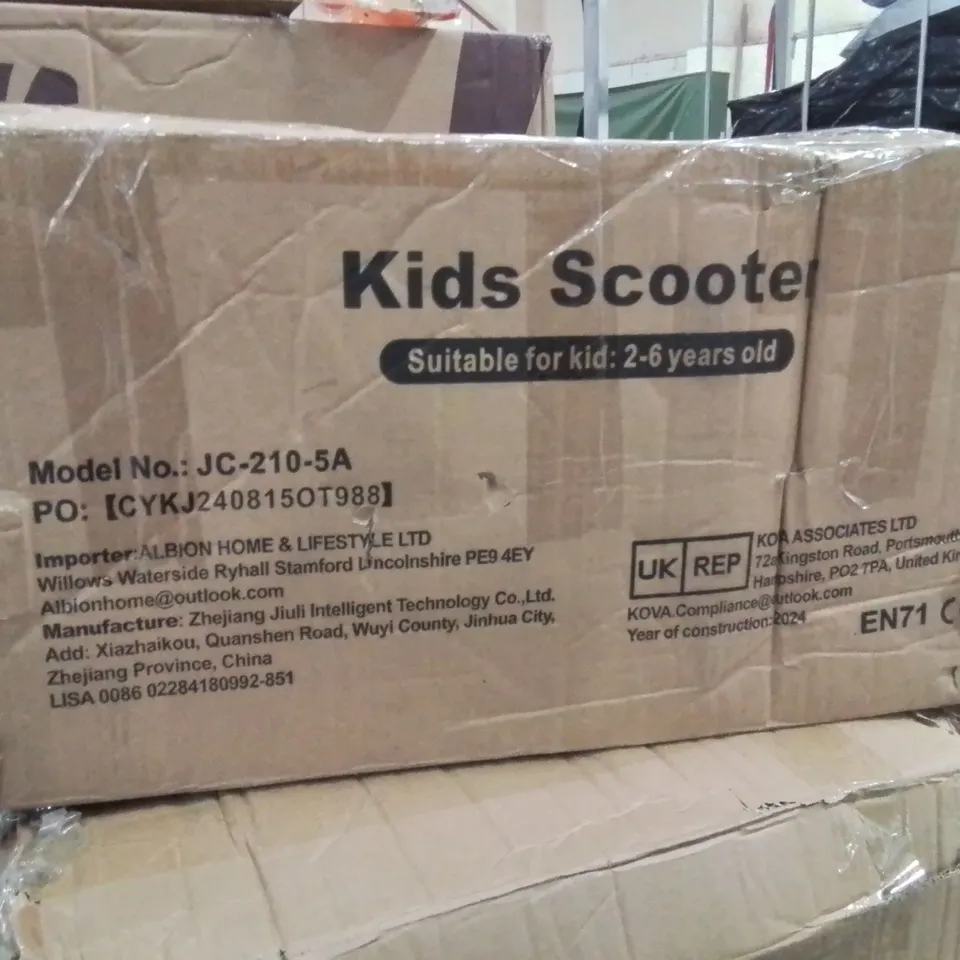 Kids Scooter
Suitable for kid: 2-6 years old
Model No.: JC-210-5A
PO:【CYKJ240815OT988】
Importer:ALBION HOME & LIFESTYLE LTD
Willows Waterside Ryhall Stamford Lincolnshire PE9 4EY
Albionhome@outlook.com
Manufacture: Zhejiang Jiuli Intelligent Technology Co.,Ltd.
Add: Xiazhaikou, Quanshen Road, Wuyi County, Jinhua City,
Zhejiang Province, China
LISA 0086 02284180992-851
UK REP
ASSOCIATES LTD
72a Kingston Road, Portsmouth
Hampshire, PO2 7PA, United
KOVA.Compliance@outlook.com
Year of construction:2024
EN71